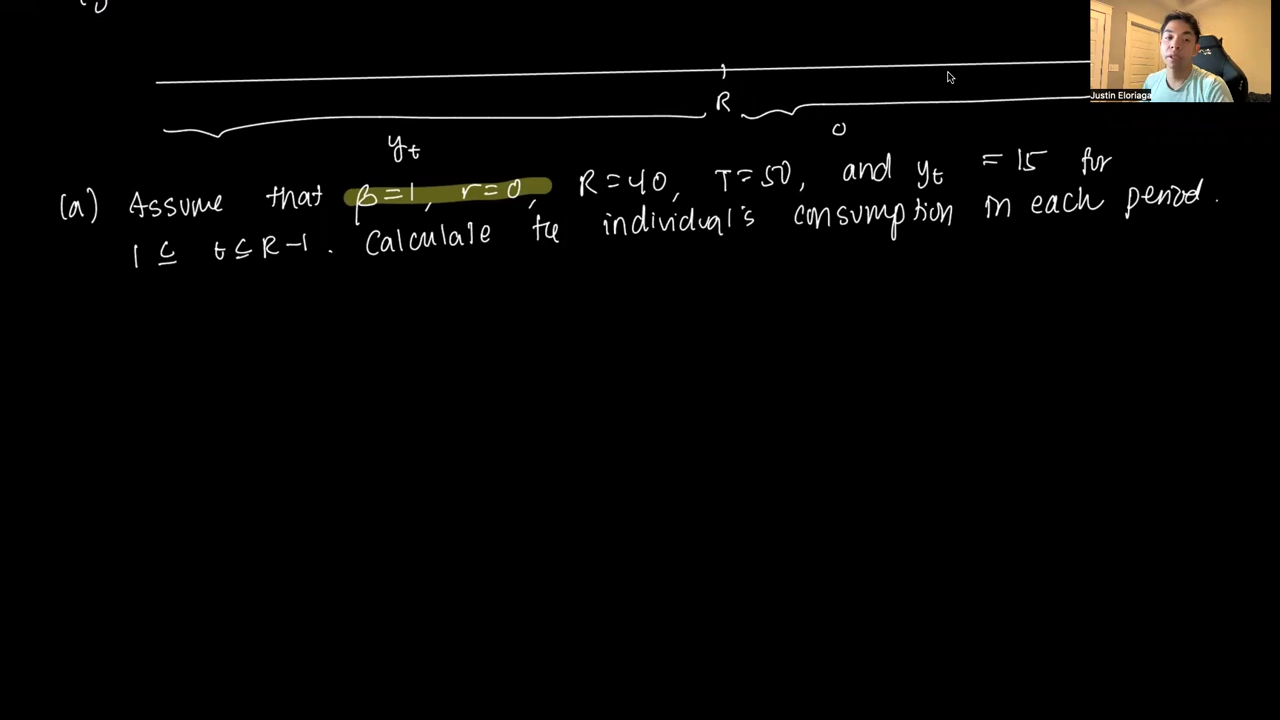 R
y_t
0
Justin Eloriaga
(a) Assume that β=1, r=0, R=40, T=50, and y_t = 15 for
1 ≤ t ≤ R-1. Calculate the individual's consumption in each period.